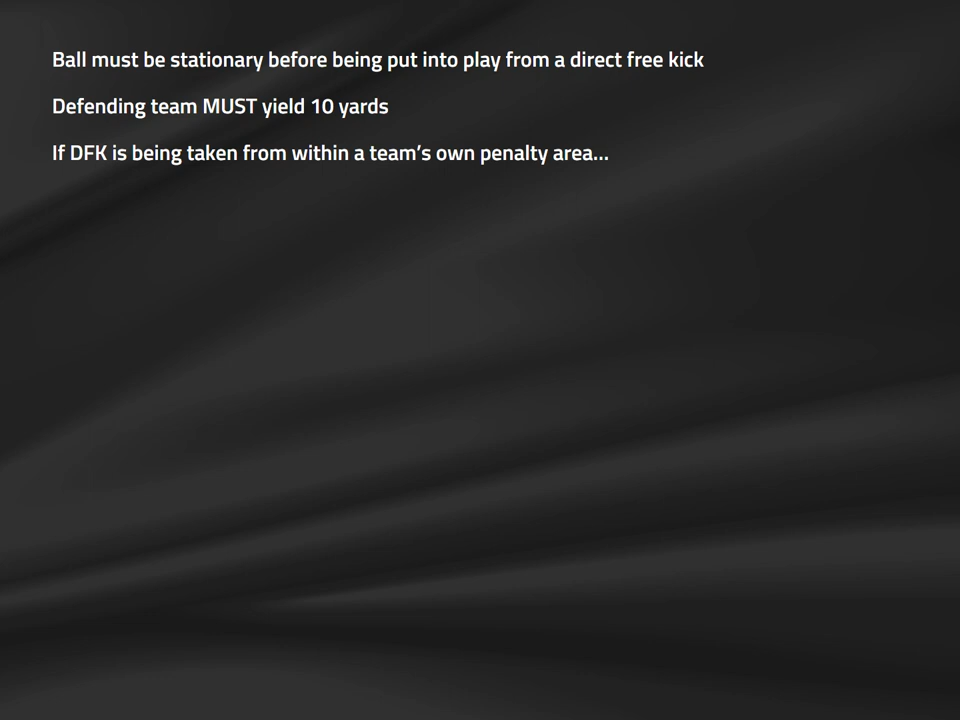 Ball must be stationary before being put into play from a direct free kick
Defending team MUST yield 10 yards
If DFK is being taken from within a team’s own penalty area…